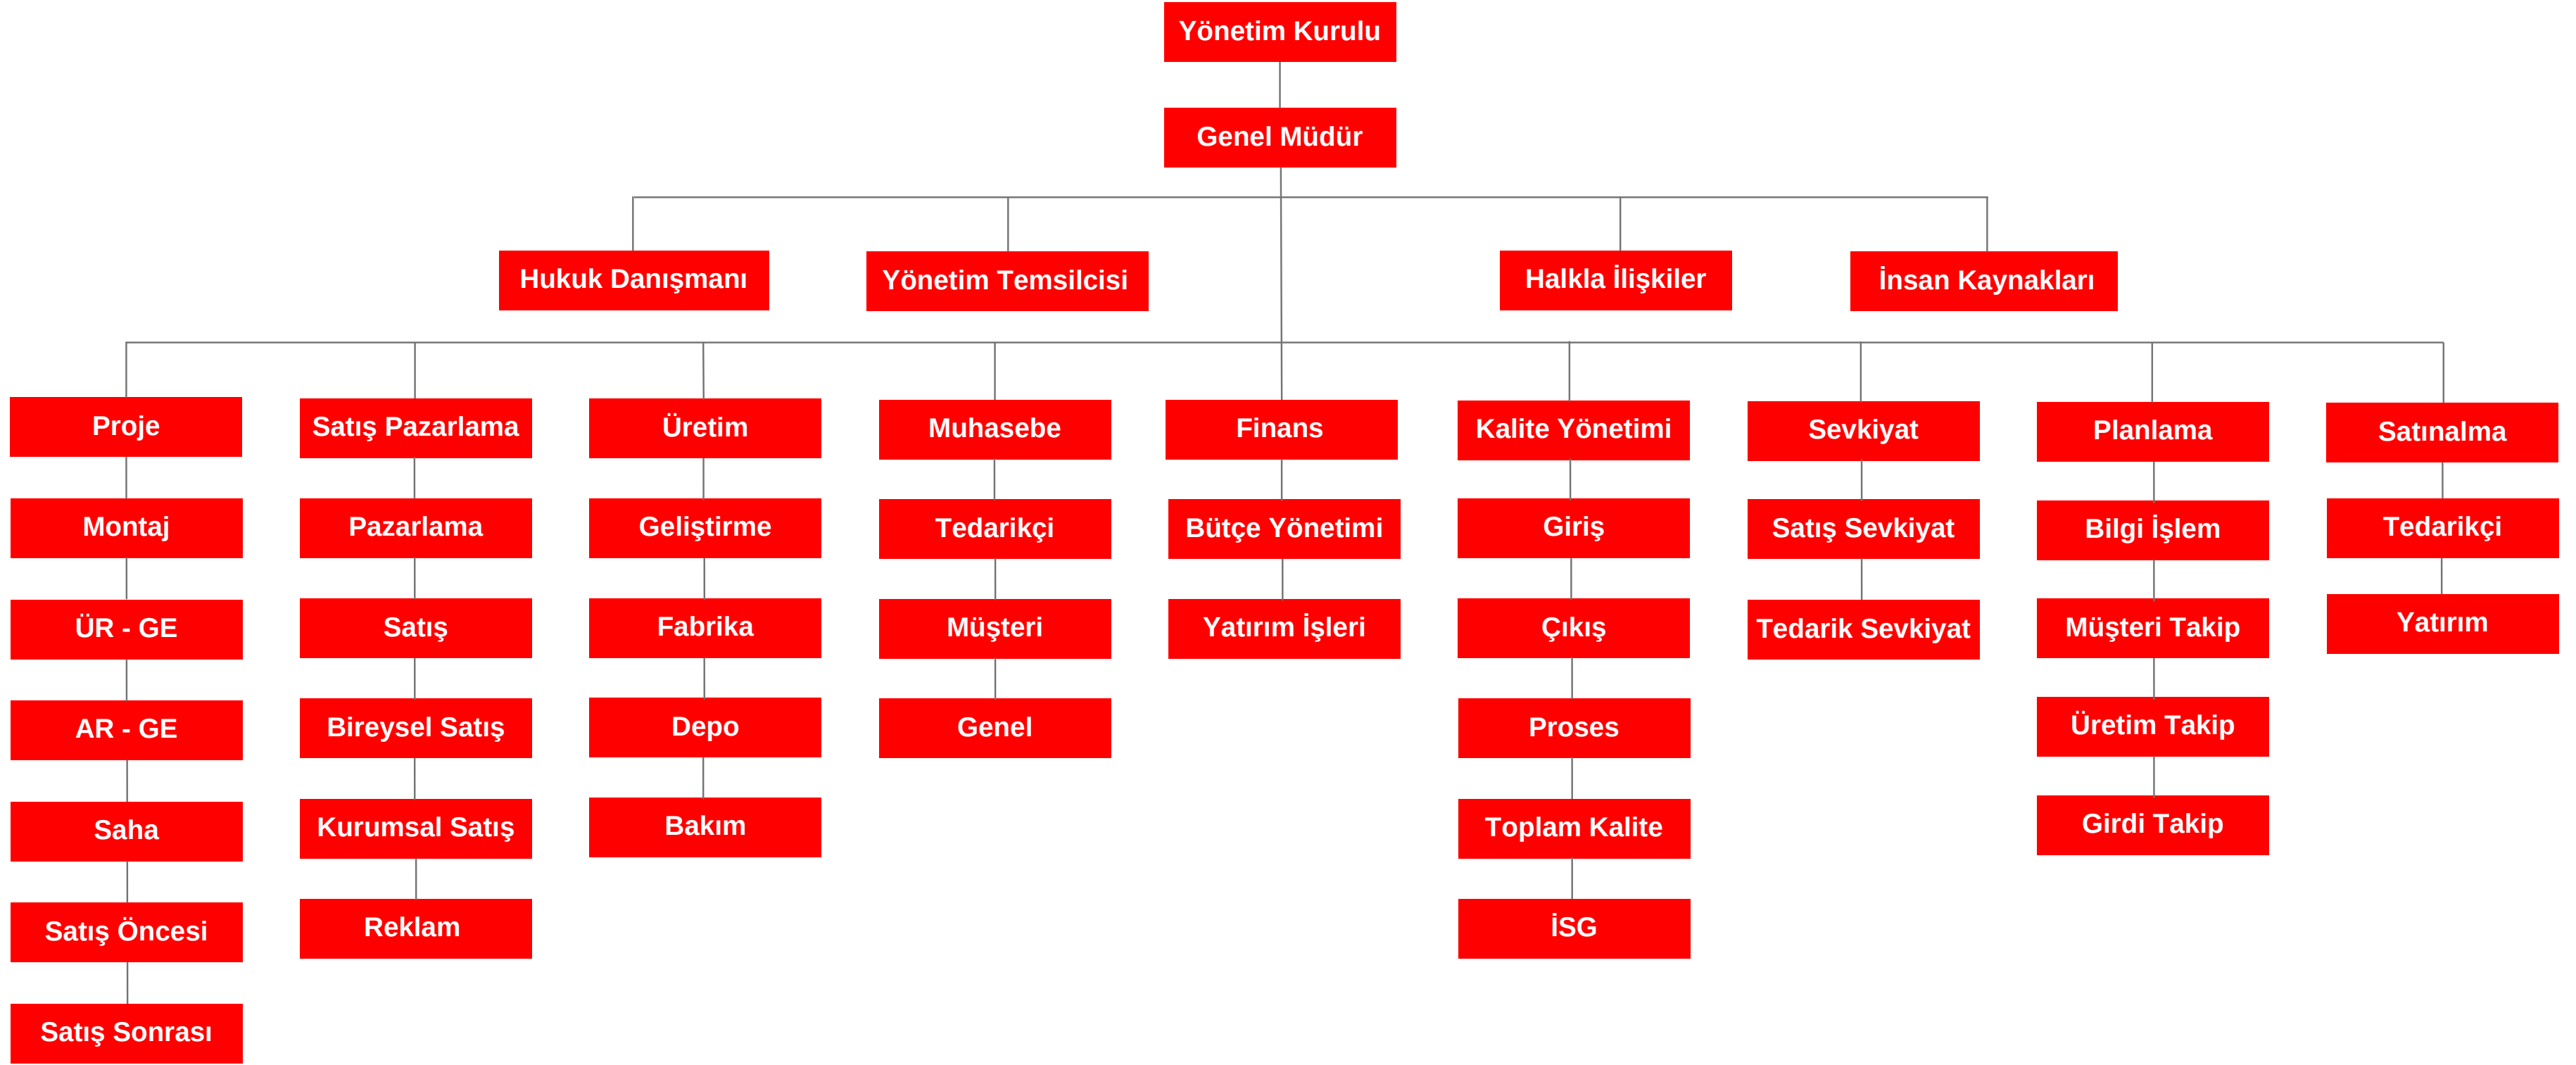 Yönetim Kurulu
Genel Müdür
Hukuk Danışmanı
Yönetim Temsilcisi
Halkla İlişkiler
İnsan Kaynakları
Proje
Montaj
ÜR - GE
AR - GE
Saha
Satış Öncesi
Satış Sonrası
Satış Pazarlama
Pazarlama
Satış
Bireysel Satış
Kurumsal Satış
Reklam
Üretim
Geliştirme
Fabrika
Depo
Bakım
Muhasebe
Tedarikçi
Müşteri
Genel
Finans
Bütçe Yönetimi
Yatırım İşleri
Kalite Yönetimi
Giriş
Çıkış
Proses
Toplam Kalite
İSG
Sevkiyat
Satış Sevkiyat
Tedarik Sevkiyat
Planlama
Bilgi İşlem
Müşteri Takip
Üretim Takip
Girdi Takip
Satınalma
Tedarikçi
Yatırım